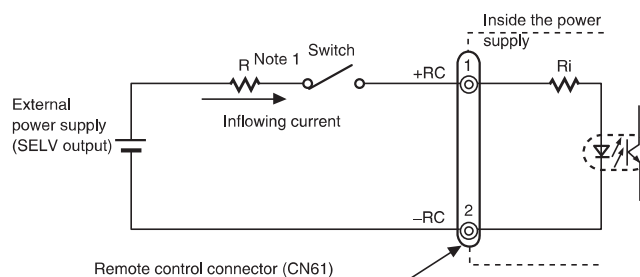 Inside the power
supply
R
Note 1
Switch
+RC
1
Ri
External
power supply
(SELV output)
Inflowing current
–RC
2
Remote control connector (CN61)